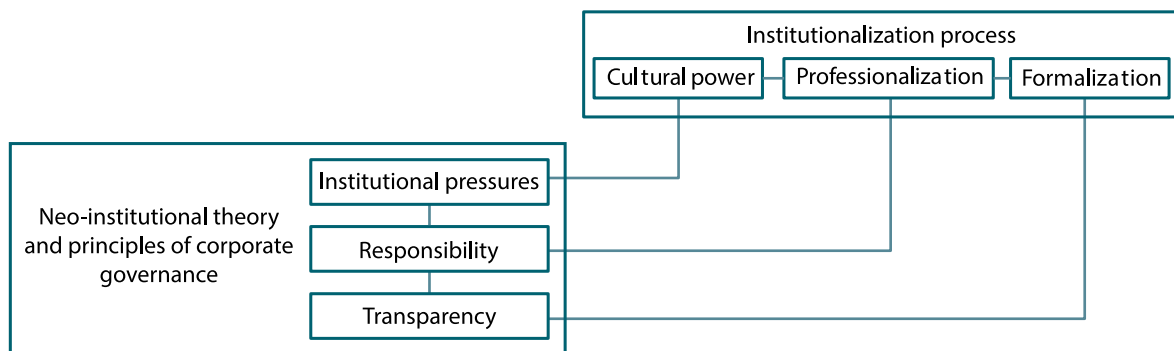 Institutionalization process
Cultural power
Professionalization
Formalization
Neo-institutional theory
and principles of corporate
governance
Institutional pressures
Responsibility
Transparency